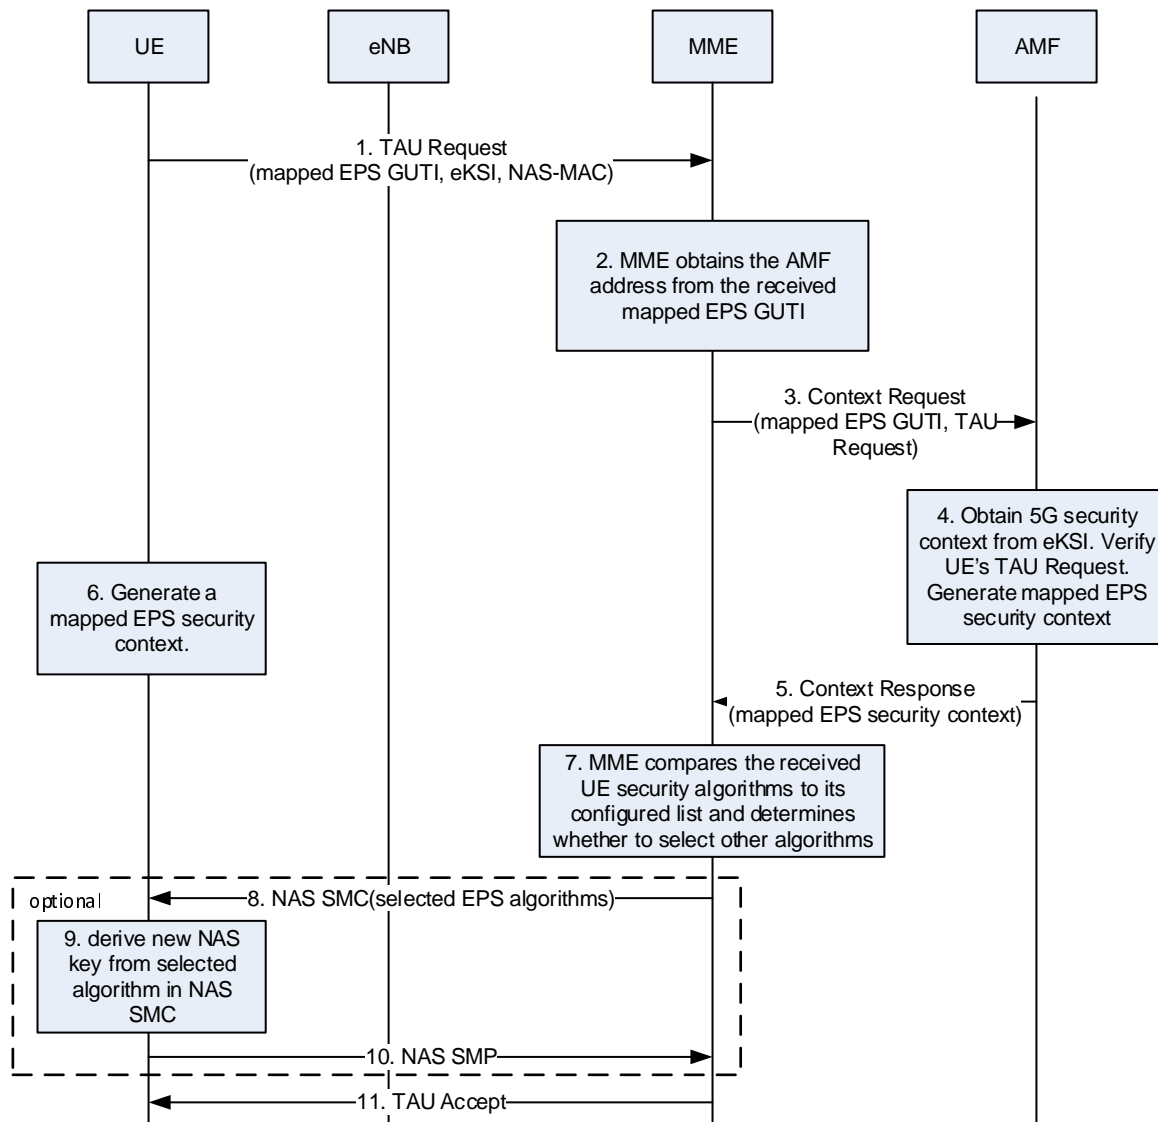 UE
eNB
MME
AMF
1. TAU Request
(mapped EPS GUTI, eKSI, NAS-MAC)
2. MME obtains the AMF
address from the received
mapped EPS GUTI
3. Context Request
(mapped EPS GUTI, TAU
Request)
4. Obtain 5G security
context from eKSI. Verify
UE's TAU Request.
Generate mapped EPS
security context
6. Generate a
mapped EPS security
context.
5. Context Response
(mapped EPS security context)
7. MME compares the received
UE security algorithms to its
configured list and determines
whether to select other algorithms
optional
8. NAS SMC(selected EPS algorithms)
9. derive new NAS
key from selected
algorithm in NAS
SMC
10. NAS SMP
11. TAU Accept